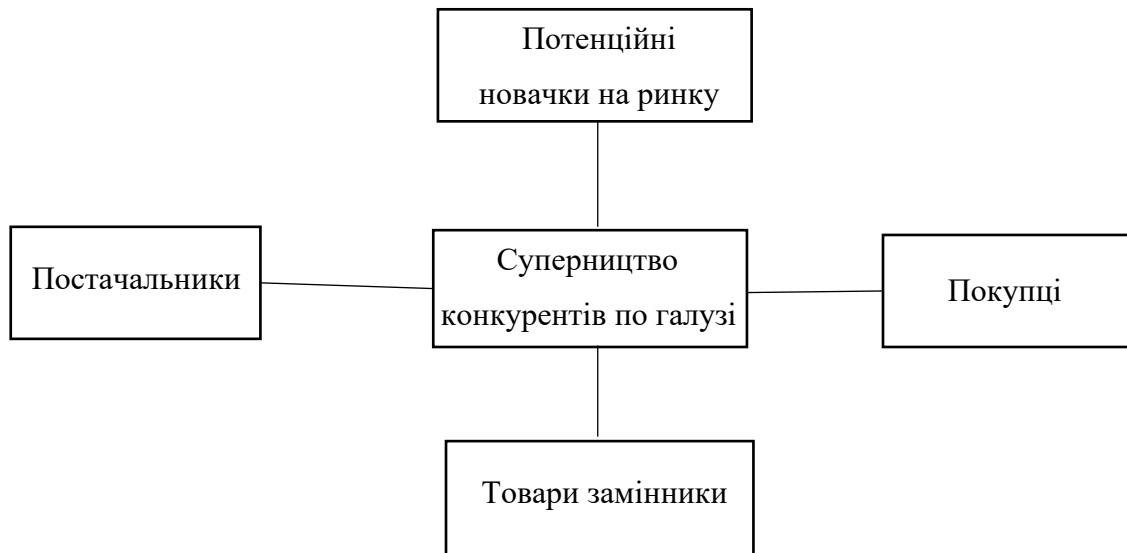 Потенційні
новачки на ринку
Постачальники
Суперництво
конкурентів по галузі
Покупці
Товари замінники